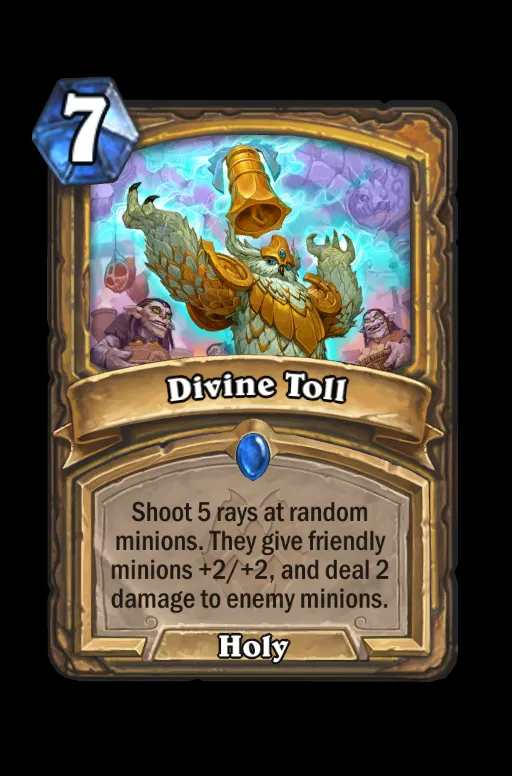 7
Divine Toll
Shoot 5 rays at random
minions. They give friendly
minions +2/+2, and deal 2
damage to enemy minions.
Holy